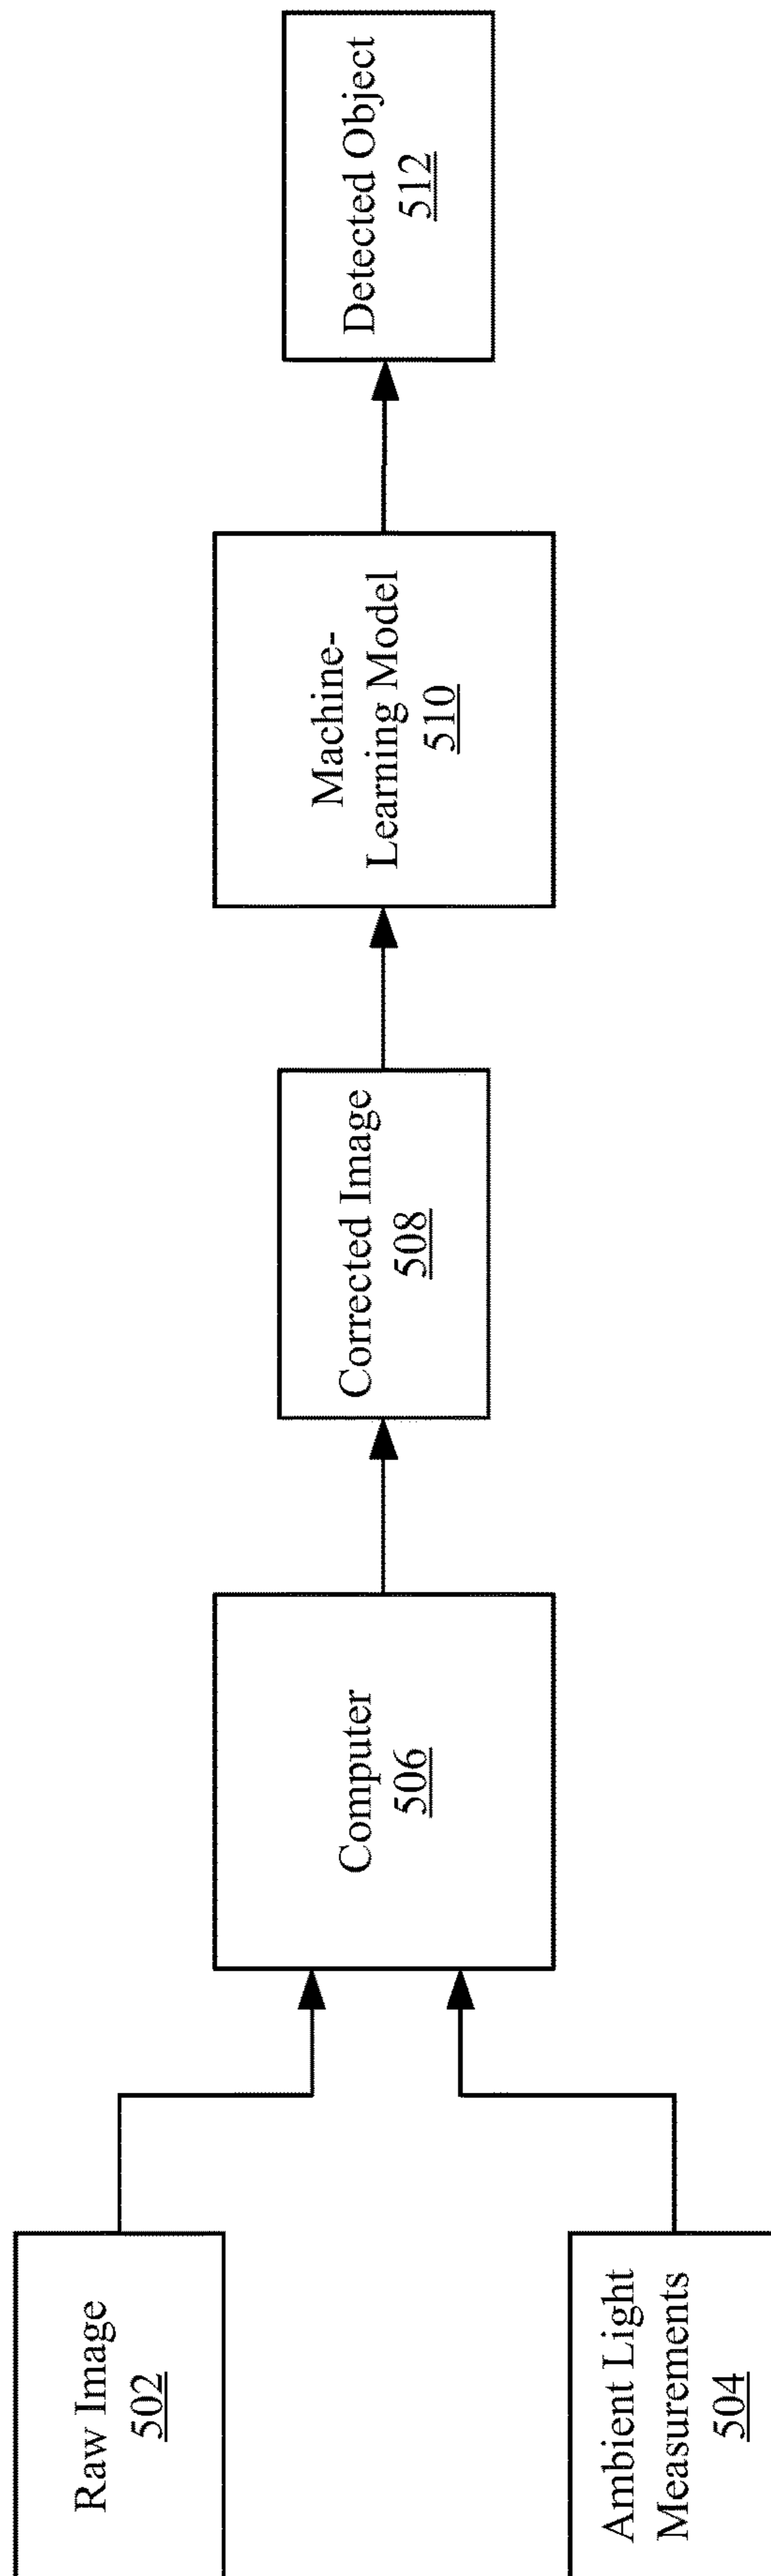 Raw Image
502
Ambient Light
Measurements
504
Computer
506
Corrected Image
508
Machine-
Learning Model
510
Detected Object
512